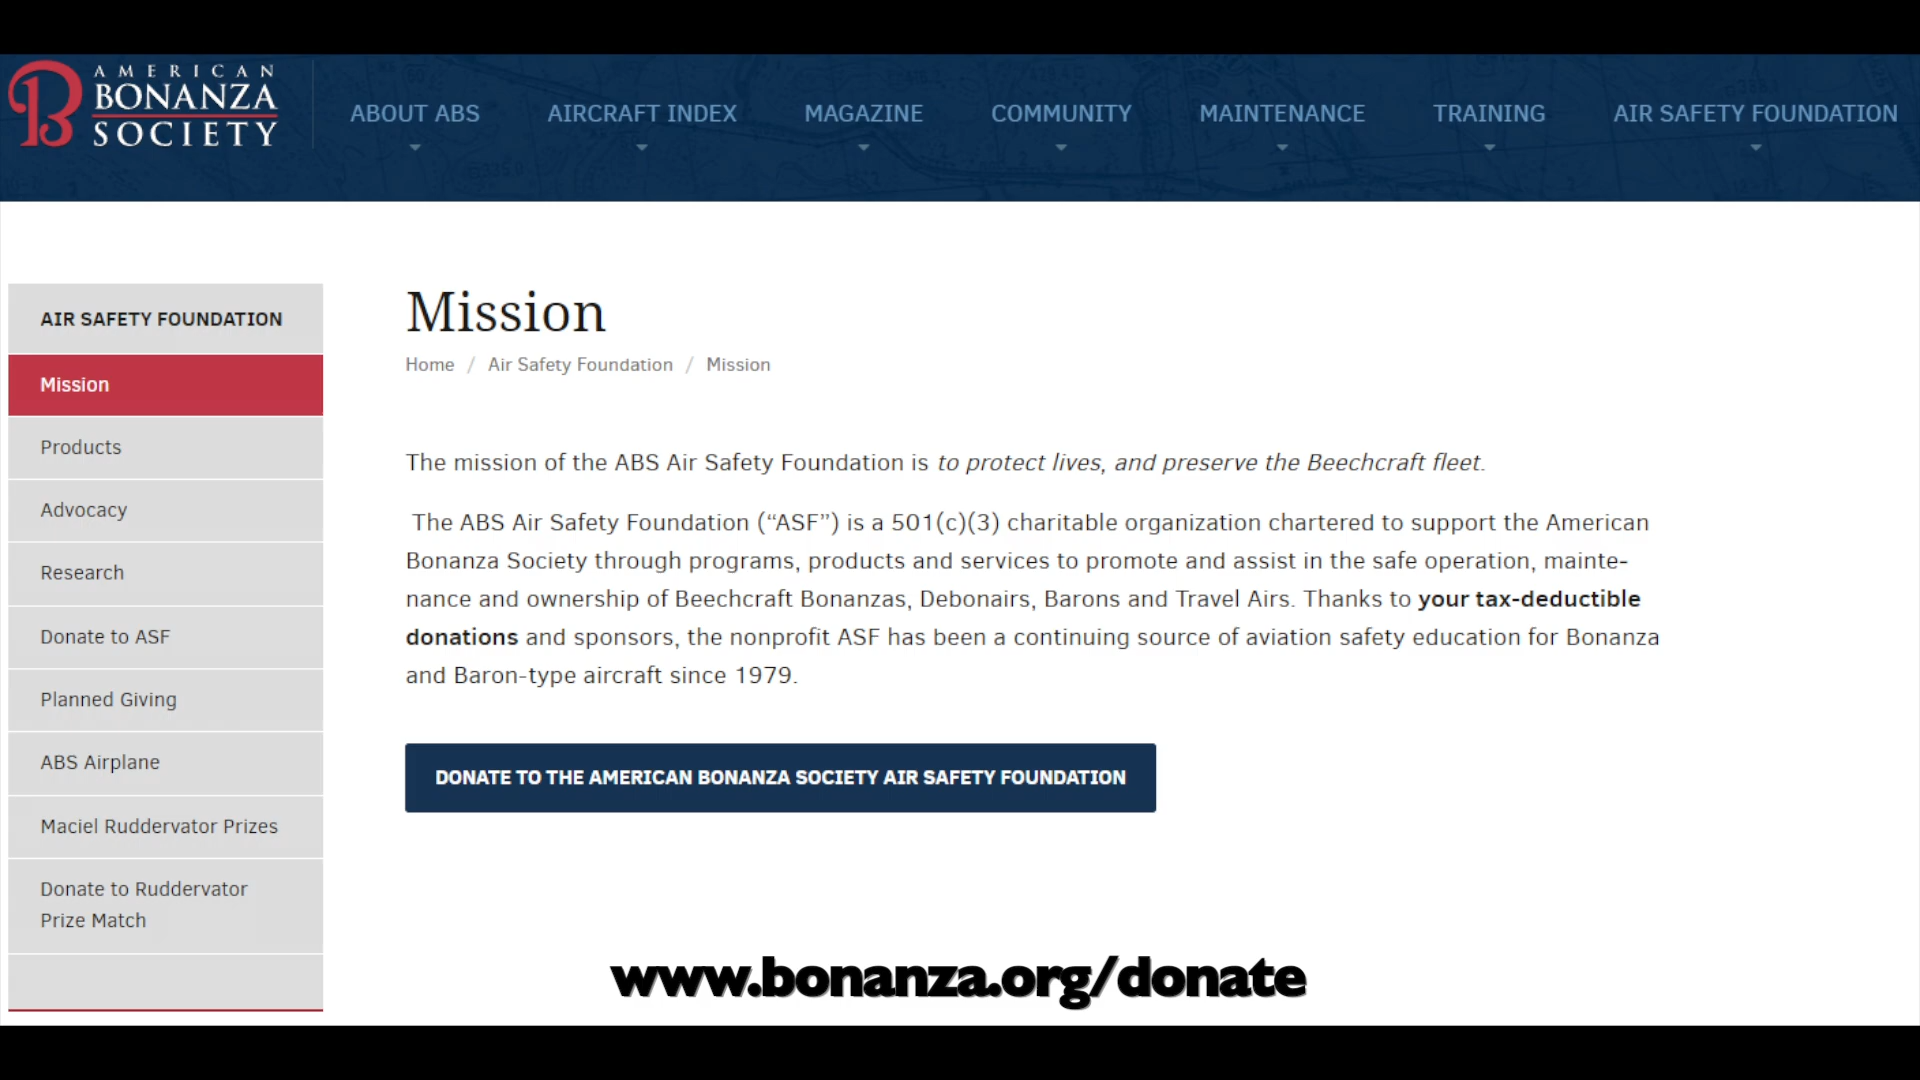 AMERICAN
BONANZA
SOCIETY
ABOUT ABS
AIRCRAFT INDEX
MAGAZINE
COMMUNITY
MAINTENANCE
TRAINING
AIR SAFETY FOUNDATION
AIR SAFETY FOUNDATION
Mission
Products
Advocacy
Research
Donate to ASF
Planned Giving
ABS Airplane
Maciel Ruddervator Prizes
Donate to Ruddervator
Prize Match
Mission
Home / Air Safety Foundation / Mission
The mission of the ABS Air Safety Foundation is to protect lives, and preserve the Beechcraft fleet.
The ABS Air Safety Foundation (“ASF”) is a 501(c)(3) charitable organization chartered to support the American
Bonanza Society through programs, products and services to promote and assist in the safe operation, mainte-
nance and ownership of Beechcraft Bonanzas, Debonairs, Barons and Travel Airs. Thanks to your tax-deductible
donations and sponsors, the nonprofit ASF has been a continuing source of aviation safety education for Bonanza
and Baron-type aircraft since 1979.
DONATE TO THE AMERICAN BONANZA SOCIETY AIR SAFETY FOUNDATION
www.bonanza.org/donate